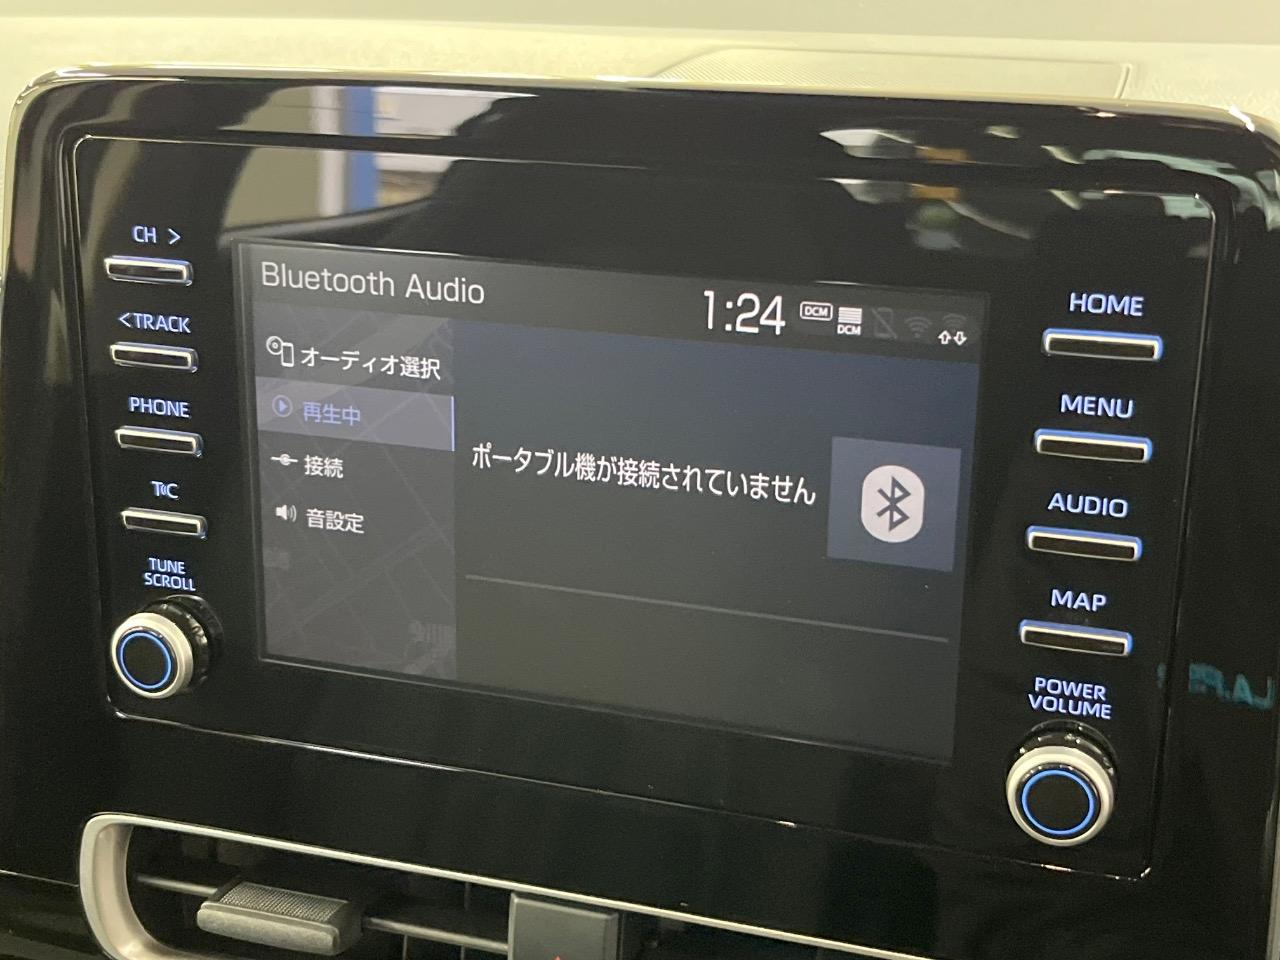 CH >
<TRACK
PHONE
T C
TUNE
SCROLL
Bluetooth Audio
1:24
DCM
DCM
オーディオ選択
再生中
接続
音設定
ポータブル機が接続されていません
HOME
MENU
AUDIO
MAP
POWER
VOLUME